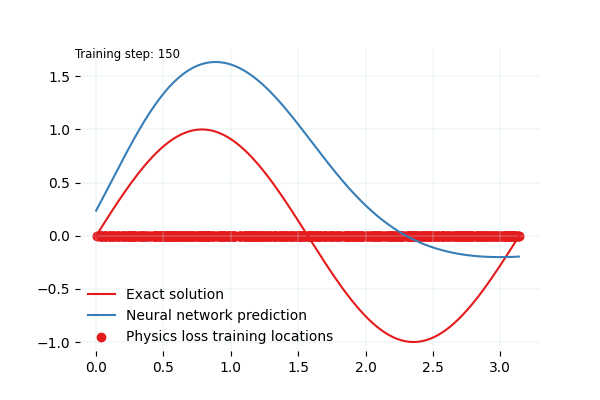 Training step: 150
1.5
1.0
0.5
0.0
−0.5
−1.0
Exact solution
Neural network prediction
Physics loss training locations
0.0 0.5 1.0 1.5 2.0 2.5 3.0